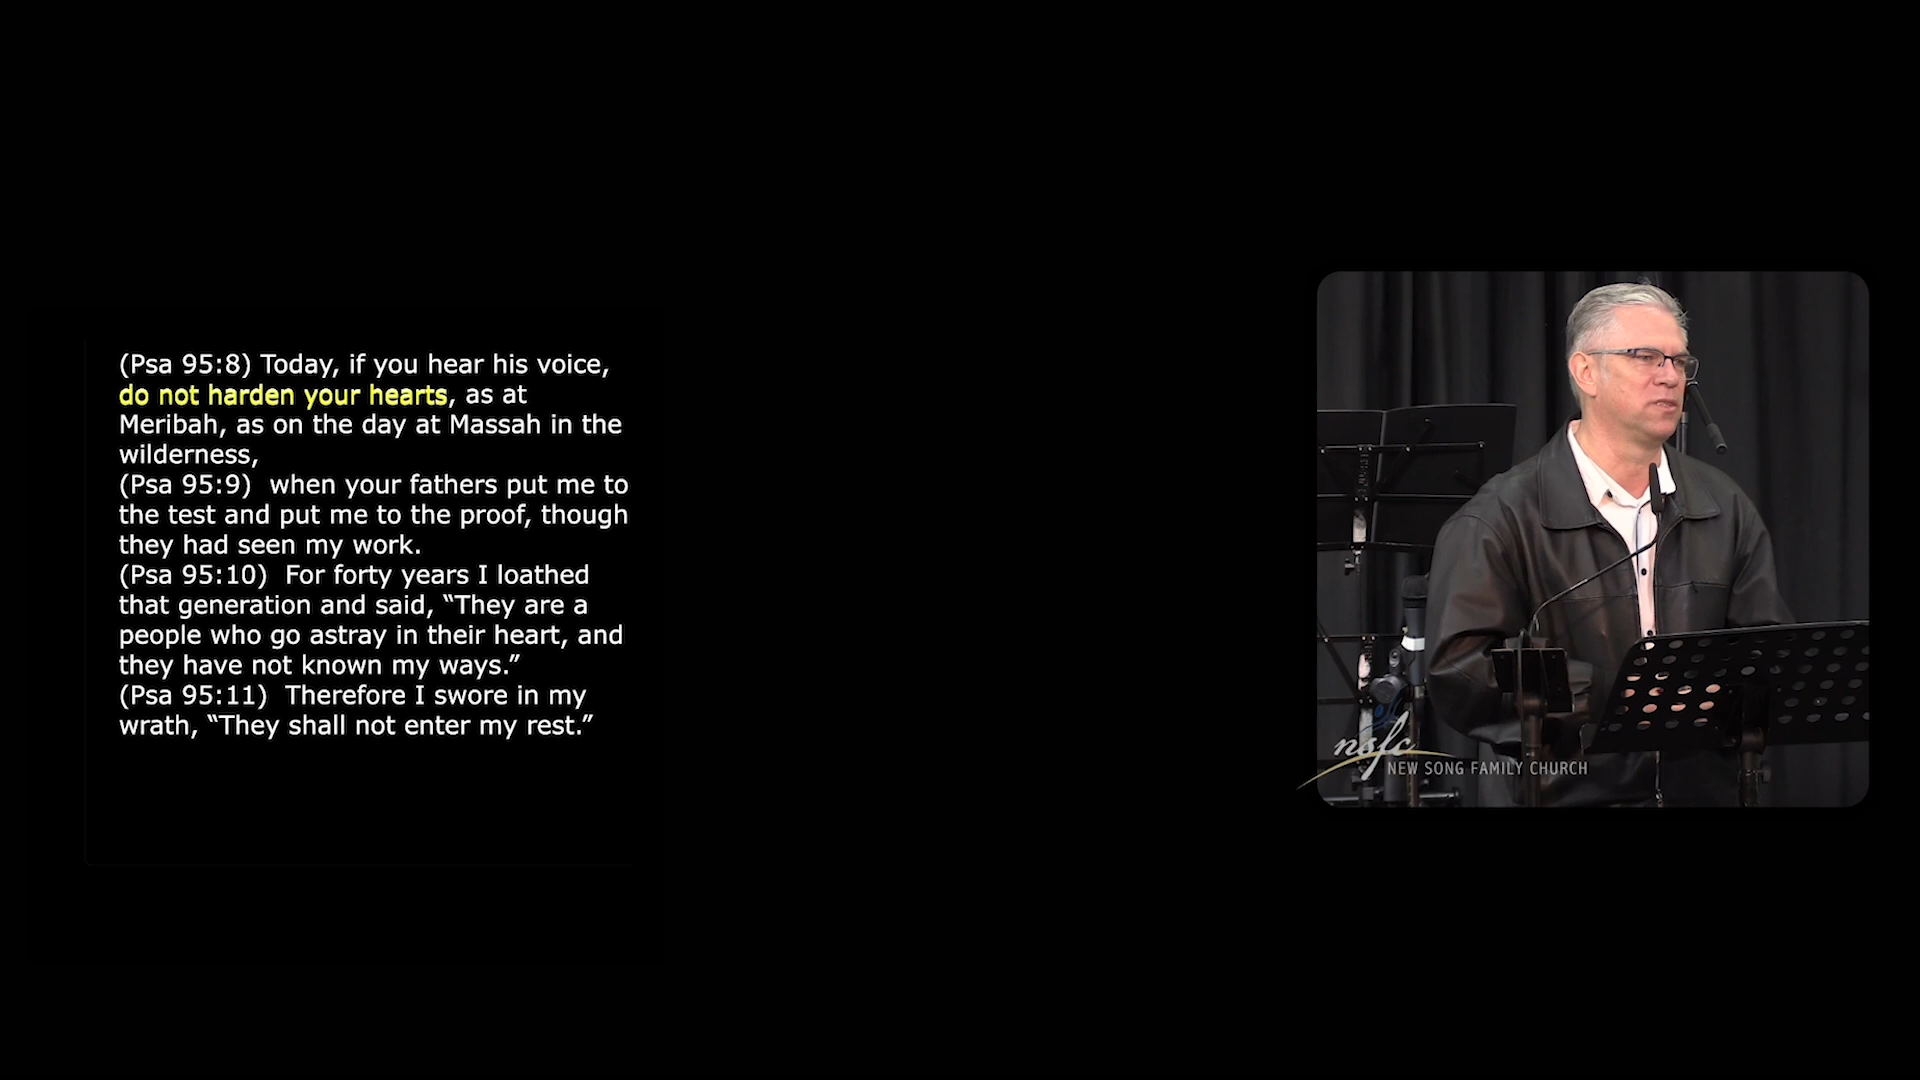 (Psa 95:8) Today, if you hear his voice,
do not harden your hearts, as at
Meribah, as on the day at Massah in the
wilderness,
(Psa 95:9)  when your fathers put me to
the test and put me to the proof, though
they had seen my work.
(Psa 95:10)  For forty years I loathed
that generation and said, “They are a
people who go astray in their heart, and
they have not known my ways.”
(Psa 95:11)  Therefore I swore in my
wrath, “They shall not enter my rest.”
nsfc
NEW SONG FAMILY CHURCH